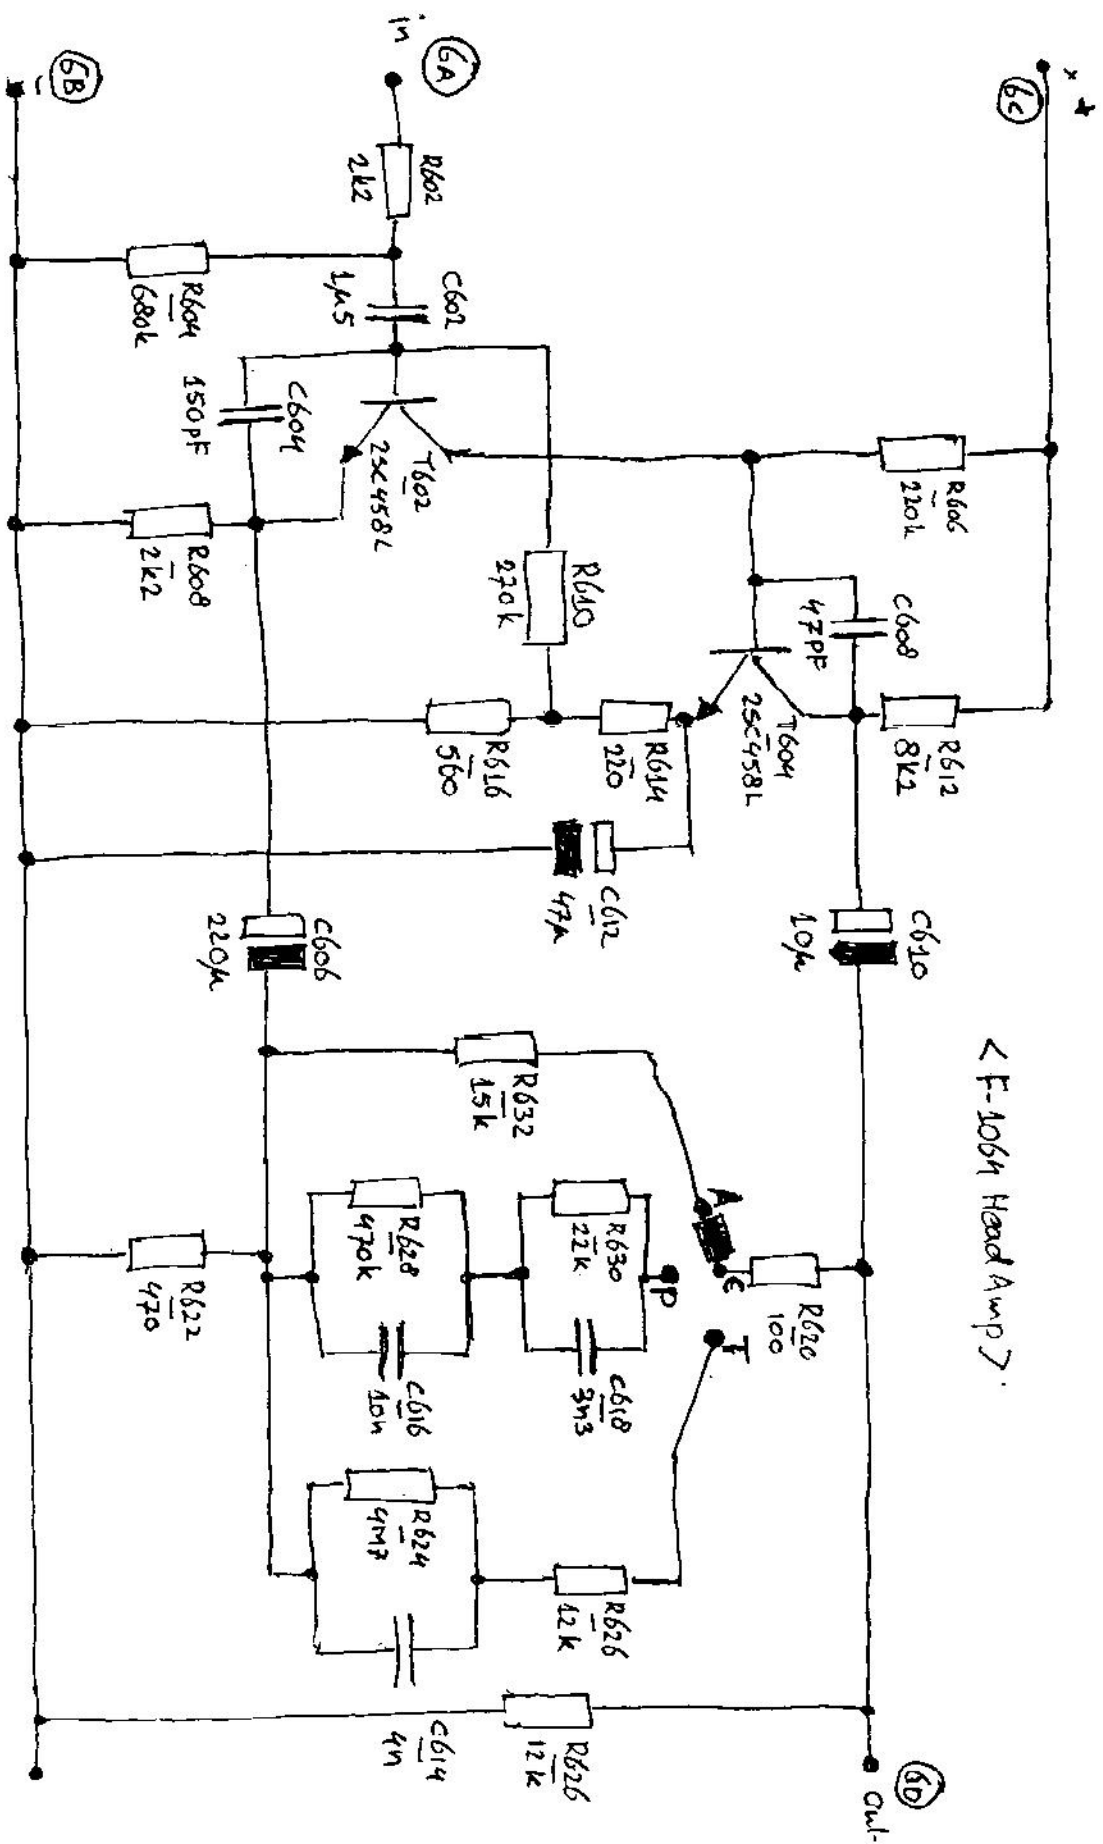 <F-1064 Head Amp>.
x +
6C
R606
220k
R612
8k2
C608
47pF
T604
2SC458L
C610
10µ
6D
out
R620
100
A
E
T
P
in
6A
R602
2k2
C602
1µ5
T602
2SC458L
R610
270k
R614
220
R616
560
C612
47µ
R632
15k
R630
22k
C618
3n3
R628
470k
C616
10n
R626
12k
R624
4M7
C614
4n
R626
12k
R604
680k
C604
150pF
R608
2k2
C606
220µ
R622
470
6B
-